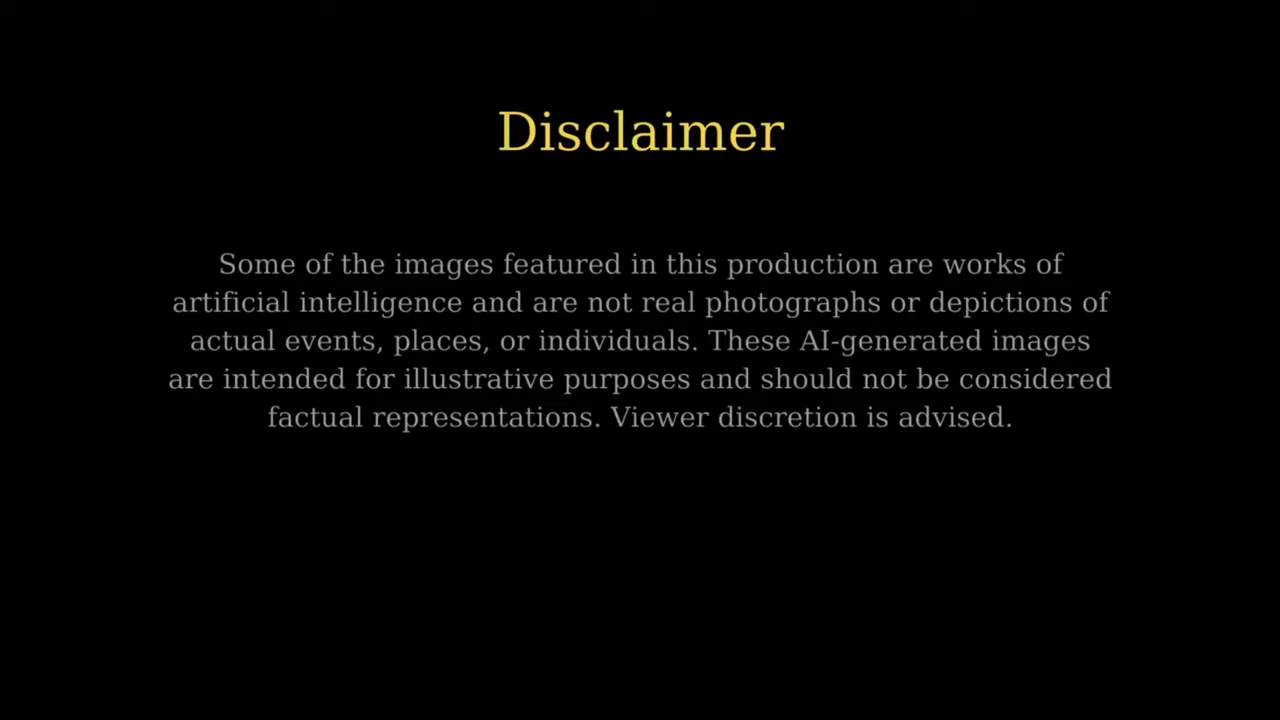 Disclaimer
Some of the images featured in this production are works of
artificial intelligence and are not real photographs or depictions of
actual events, places, or individuals. These AI-generated images
are intended for illustrative purposes and should not be considered
factual representations. Viewer discretion is advised.